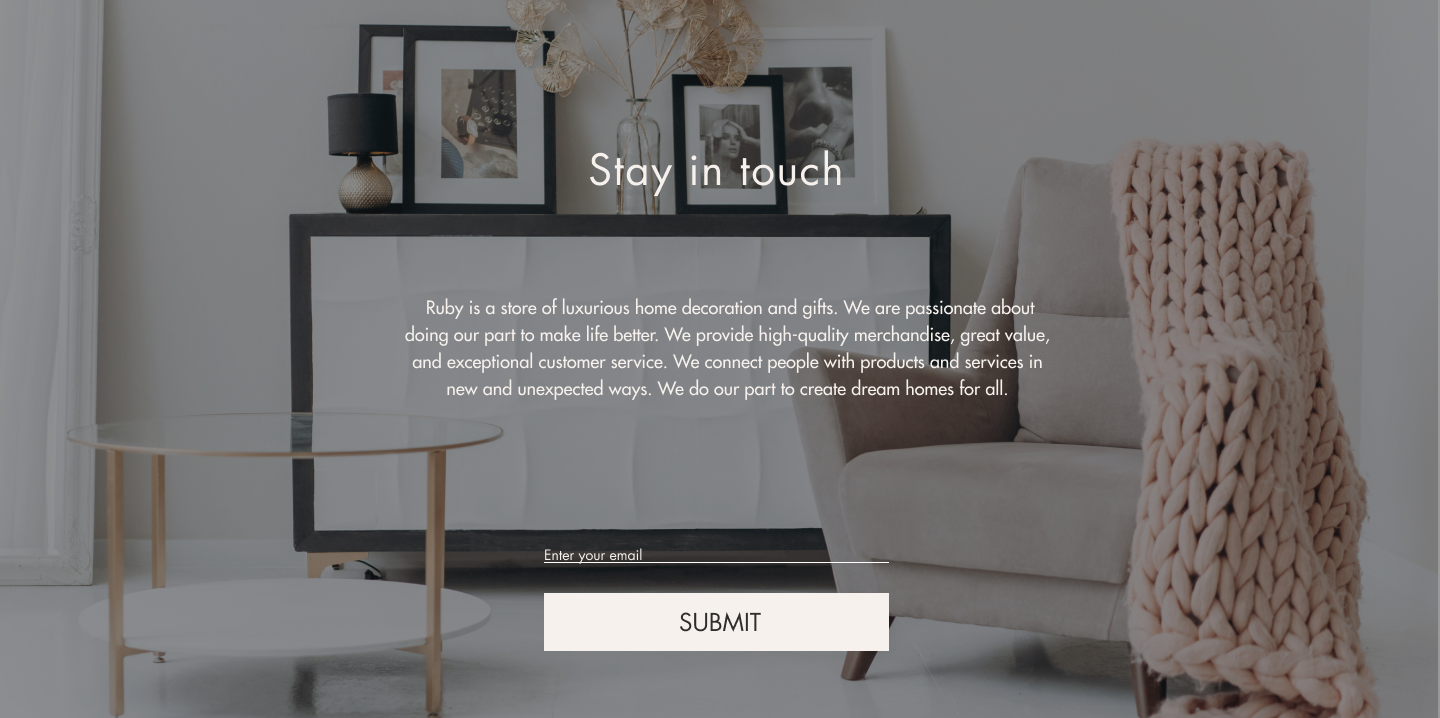 Stay in touch
Ruby is a store of luxurious home decoration and gifts. We are passionate about
doing our part to make life better. We provide high-quality merchandise, great value,
and exceptional customer service. We connect people with products and services in
new and unexpected ways. We do our part to create dream homes for all.
Enter your email
SUBMIT